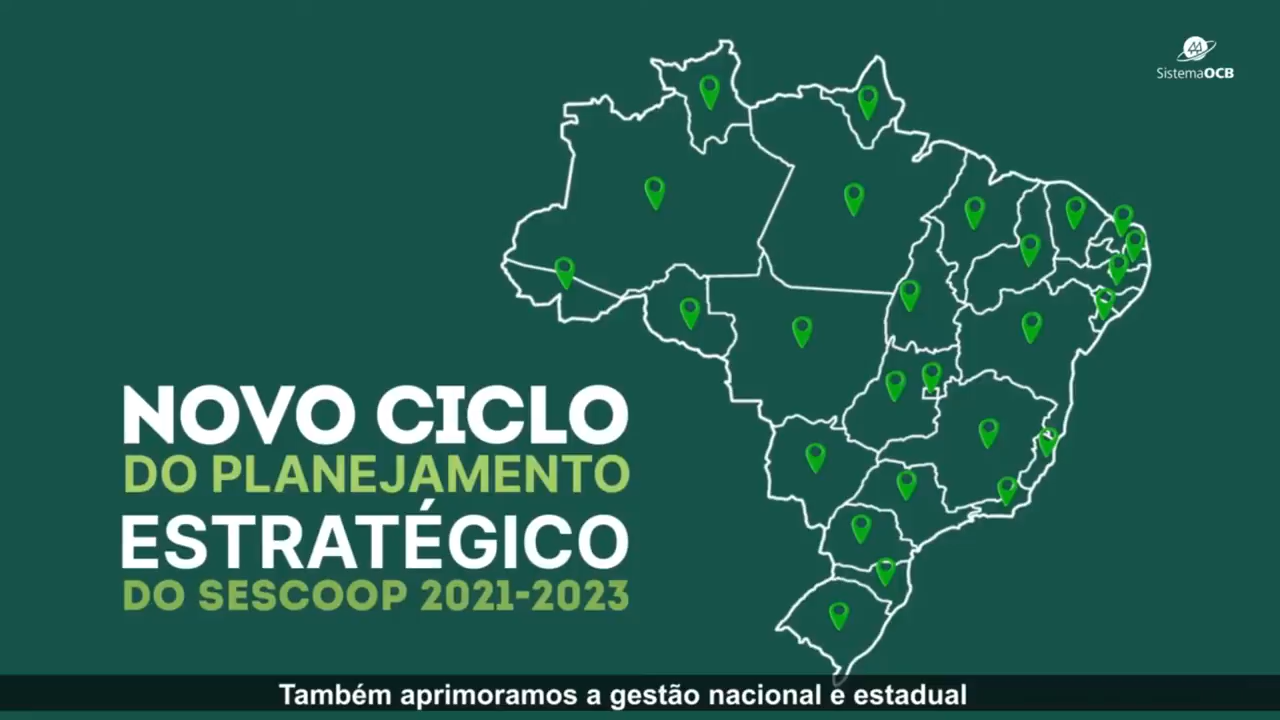 SistemaOCB
NOVO CICLO
DO PLANEJAMENTO
ESTRATÉGICO
DO SESCOOP 2021-2023
Também aprimoramos a gestão nacional e estadual